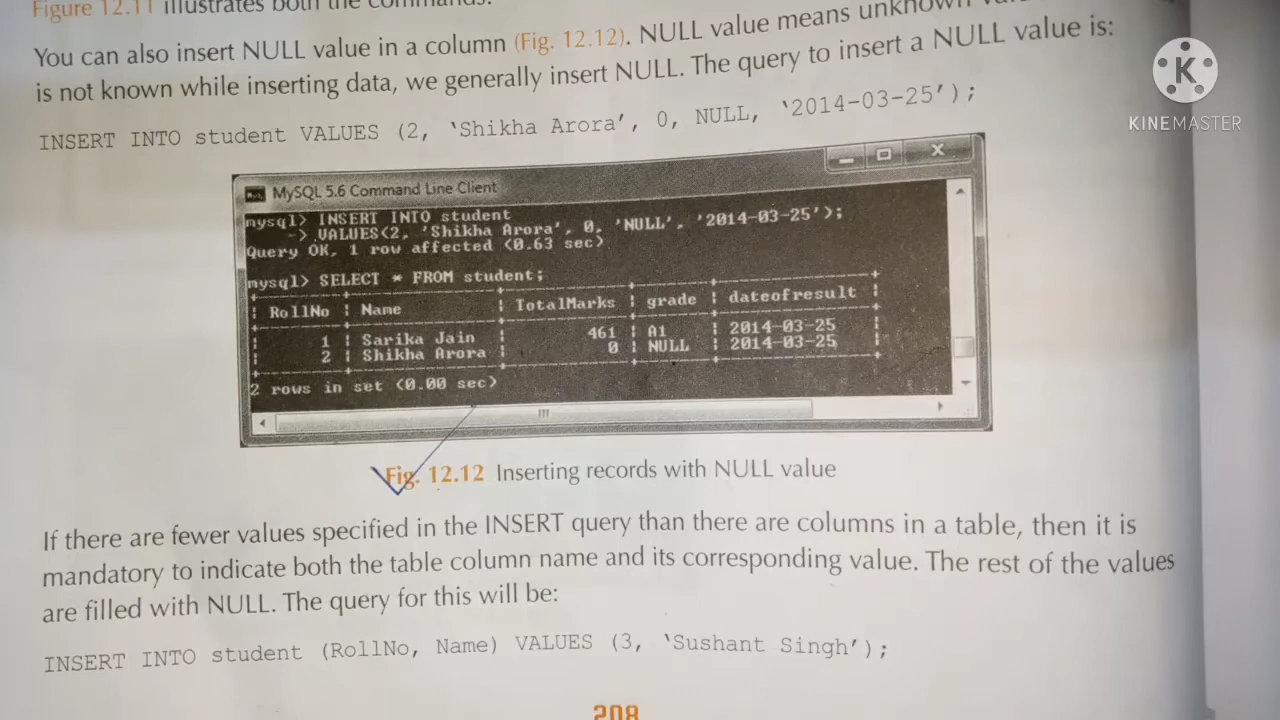 Figure 12.11 illustrates both the commands.
You can also insert NULL value in a column (Fig. 12.12). NULL value means unknown
is not known while inserting data, we generally insert NULL. The query to insert a NULL value is:
INSERT INTO student VALUES (2, ‘Shikha Arora’, 0, NULL, ‘2014-03-25’);
K
KINEMASTER
MySQL 5.6 Command Line Client
mysql> INSERT INTO student
-> VALUES(2, 'Shikha Arora', 0, 'NULL', '2014-03-25');
Query OK, 1 row affected (0.63 sec)
mysql> SELECT * FROM student;
| RollNo | Name | TotalMarks | grade | dateofresult |
| 1 | Sarika Jain | 461 | A1 | 2014-03-25 |
| 2 | Shikha Arora | 0 | NULL | 2014-03-25 |
2 rows in set (0.00 sec)
Fig. 12.12 Inserting records with NULL value
If there are fewer values specified in the INSERT query than there are columns in a table, then it is
mandatory to indicate both the table column name and its corresponding value. The rest of the values
are filled with NULL. The query for this will be:
INSERT INTO student (RollNo, Name) VALUES (3, ‘Sushant Singh’);
208